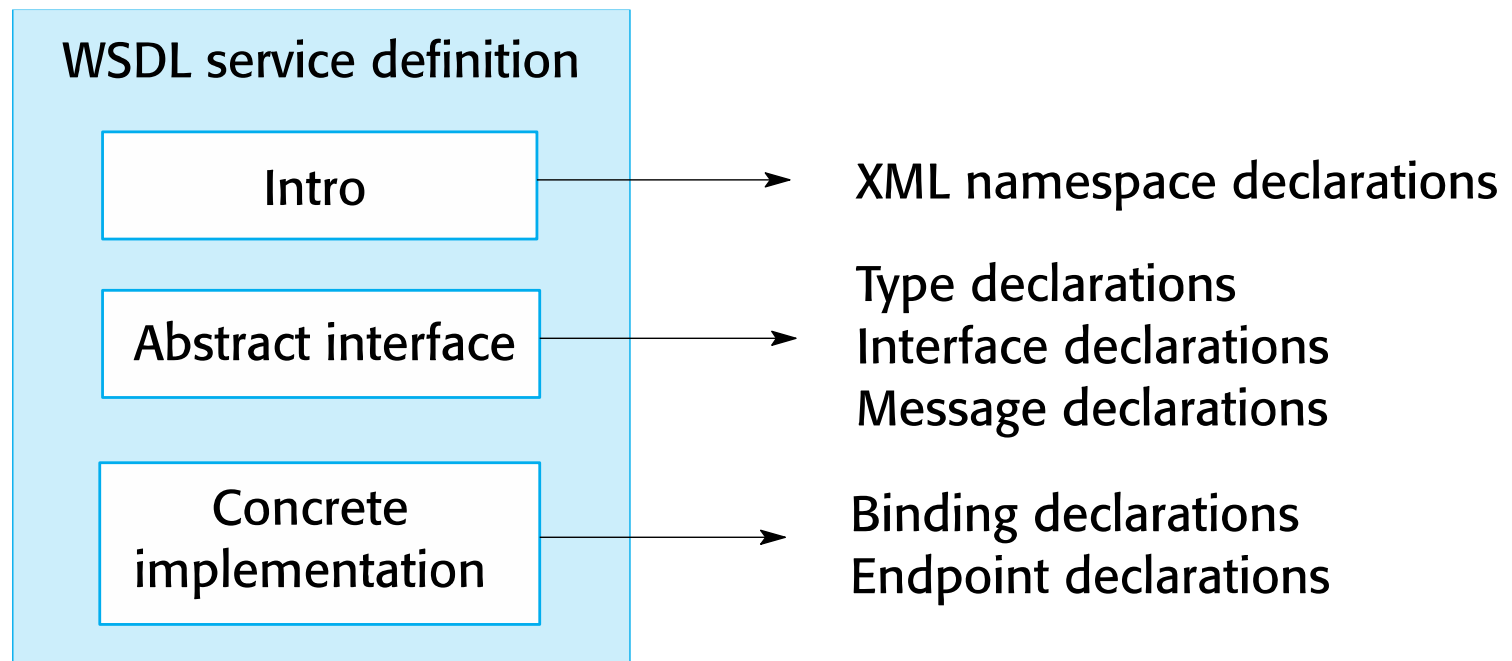 WSDL service definition
Intro
XML namespace declarations
Abstract interface
Type declarations
Interface declarations
Message declarations
Concrete
implementation
Binding declarations
Endpoint declarations